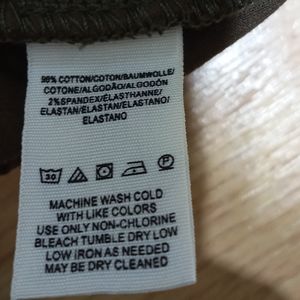 98% COTTON/COTON/BAUMWOLLE/
COTONE/ALGODÃO/ALGODÓN
2%SPANDEX/ÉLASTHANNE/
ELASTAN/ELASTAN/ELASTANO/
ELASTANO
30 P
MACHINE WASH COLD
WITH LIKE COLORS
USE ONLY NON-CHLORINE
BLEACH TUMBLE DRY LOW
LOW IRON AS NEEDED
MAY BE DRY CLEANED